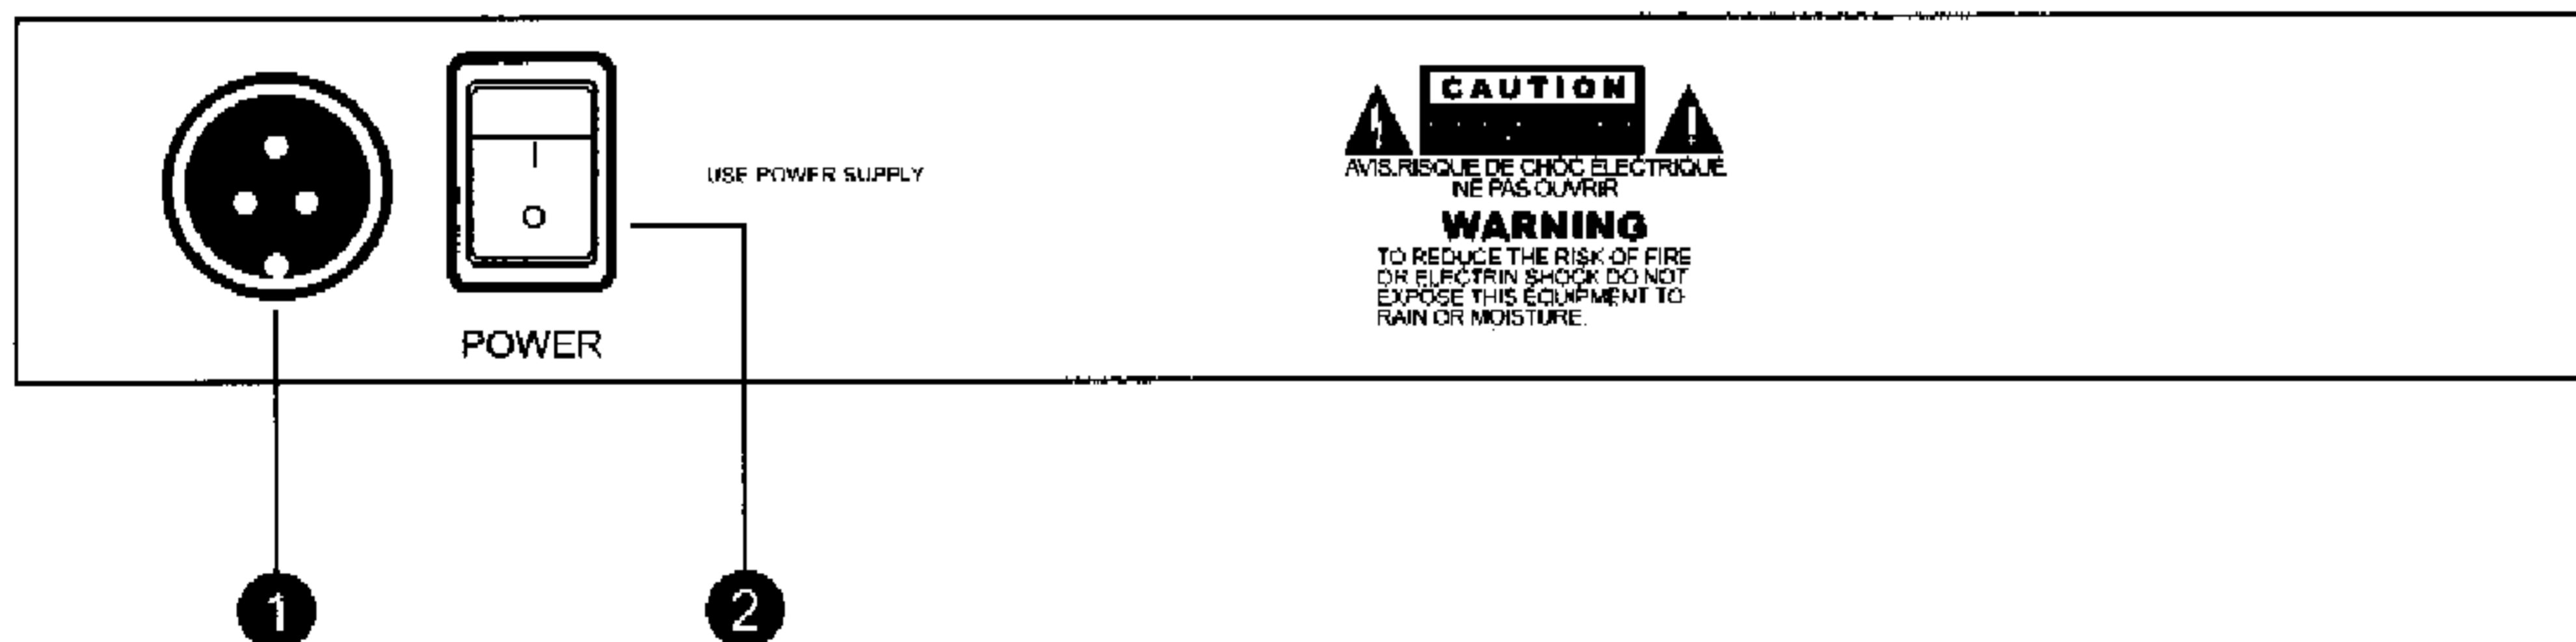 CAUTION
AVIS.RISQUE DE CHOC ELECTRIQUE
NE PAS OUVRIR
WARNING
TO REDUCE THE RISK OF FIRE
OR ELECTRIN SHOCK DO NOT
EXPOSE THIS EQUIPMENT TO
RAIN OR MOISTURE.
USE POWER SUPPLY
I
O
POWER
1
2